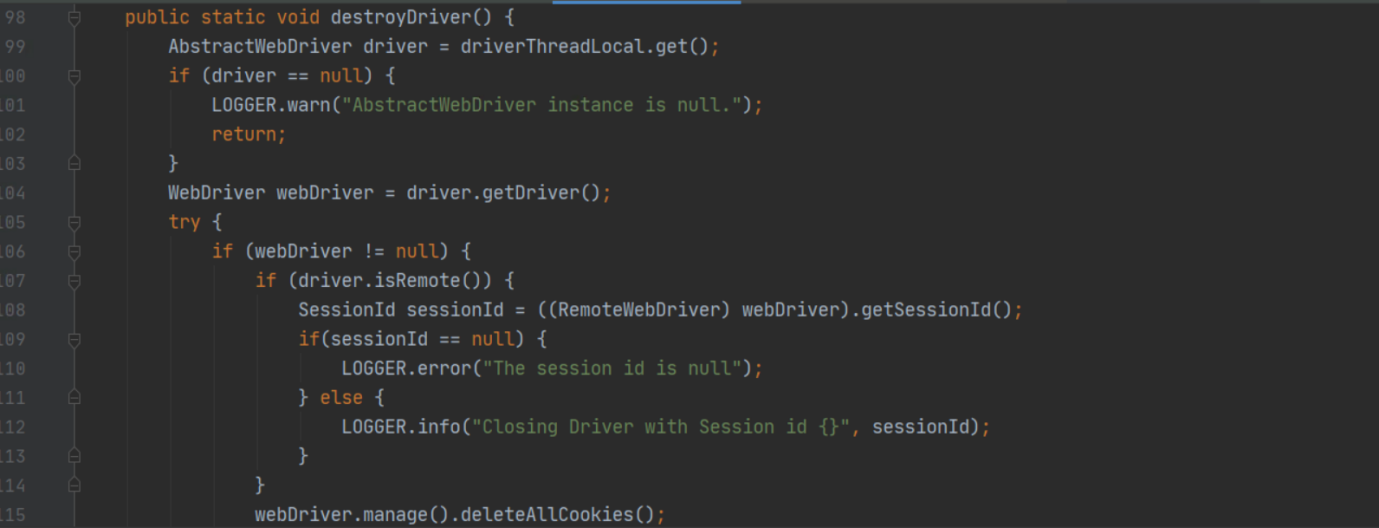 98 public static void destroyDriver() {
99 AbstractWebDriver driver = driverThreadLocal.get();
100 if (driver == null) {
101 LOGGER.warn("AbstractWebDriver instance is null.");
102 return;
103 }
104 WebDriver webDriver = driver.getDriver();
105 try {
106 if (webDriver != null) {
107 if (driver.isRemote()) {
108 SessionId sessionId = ((RemoteWebDriver) webDriver).getSessionId();
109 if(sessionId == null) {
110 LOGGER.error("The session id is null");
111 } else {
112 LOGGER.info("Closing Driver with Session id {}", sessionId);
113 }
114 }
115 webDriver.manage().deleteAllCookies();